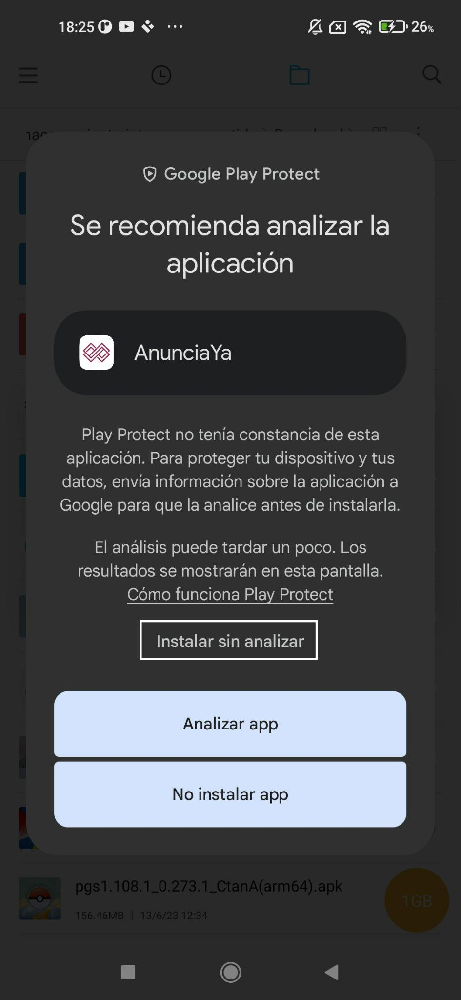 18:25
26%
Google Play Protect
Se recomienda analizar la
aplicación
AnunciaYa
Play Protect no tenía constancia de esta
aplicación. Para proteger tu dispositivo y tus
datos, envía información sobre la aplicación a
Google para que la analice antes de instalarla.
El análisis puede tardar un poco. Los
resultados se mostrarán en esta pantalla.
Cómo funciona Play Protect
Instalar sin analizar
Analizar app
No instalar app
pgs1.108.1_0.273.1_CtanA(arm64).apk
156.46MB | 13/6/23 12:34
1GB